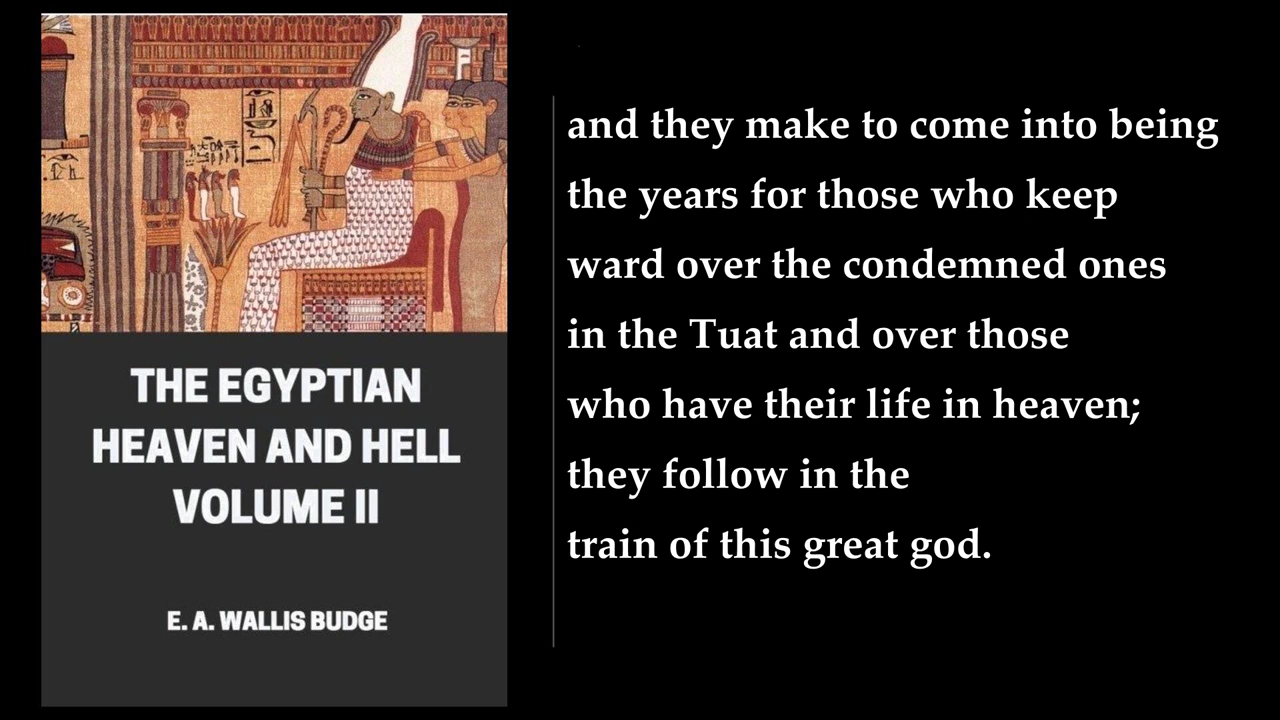 THE EGYPTIAN
HEAVEN AND HELL
VOLUME II
E. A. WALLIS BUDGE
and they make to come into being
the years for those who keep
ward over the condemned ones
in the Tuat and over those
who have their life in heaven;
they follow in the
train of this great god.